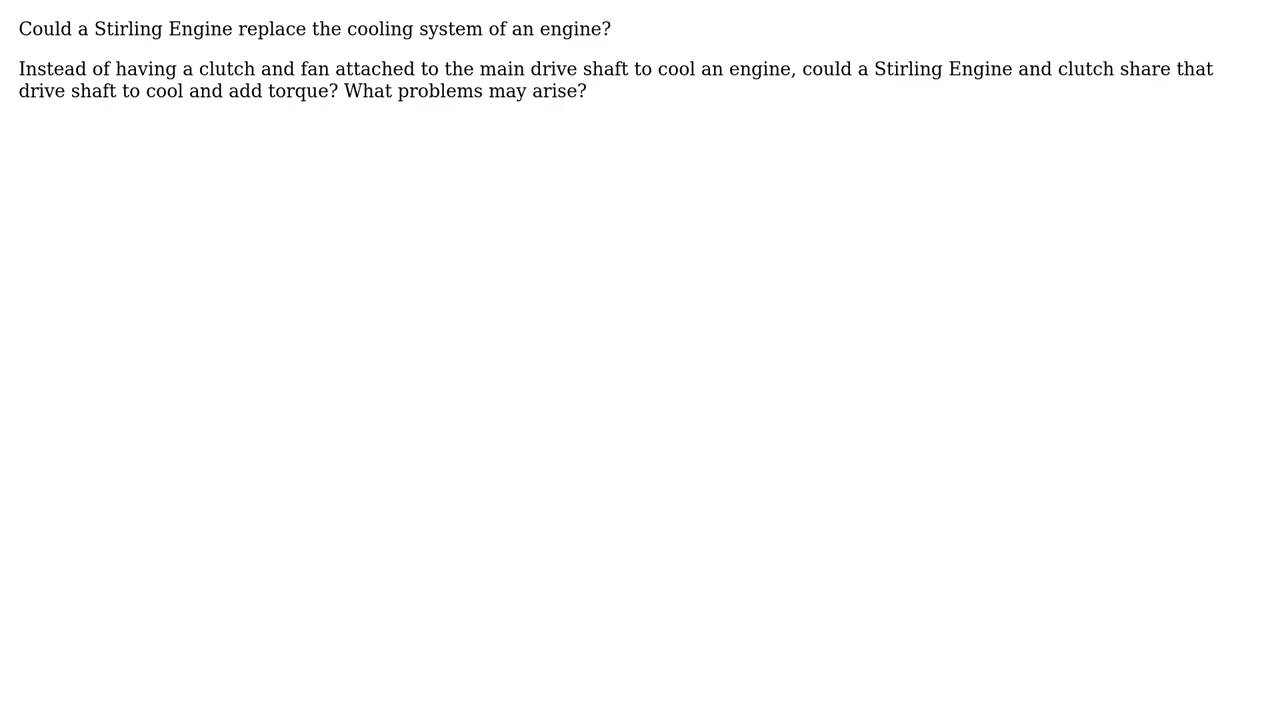 Could a Stirling Engine replace the cooling system of an engine?
Instead of having a clutch and fan attached to the main drive shaft to cool an engine, could a Stirling Engine and clutch share that
drive shaft to cool and add torque? What problems may arise?